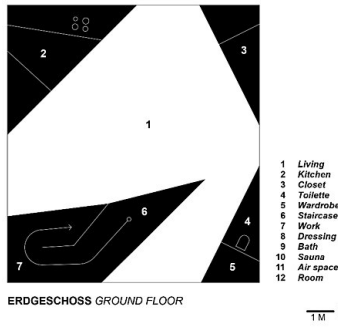 2
3
1
6
4
7
5
1 Living
2 Kitchen
3 Closet
4 Toilette
5 Wardrobe
6 Staircase
7 Work
8 Dressing
9 Bath
10 Sauna
11 Air space
12 Room
ERDGESCHOSS GROUND FLOOR
1 M